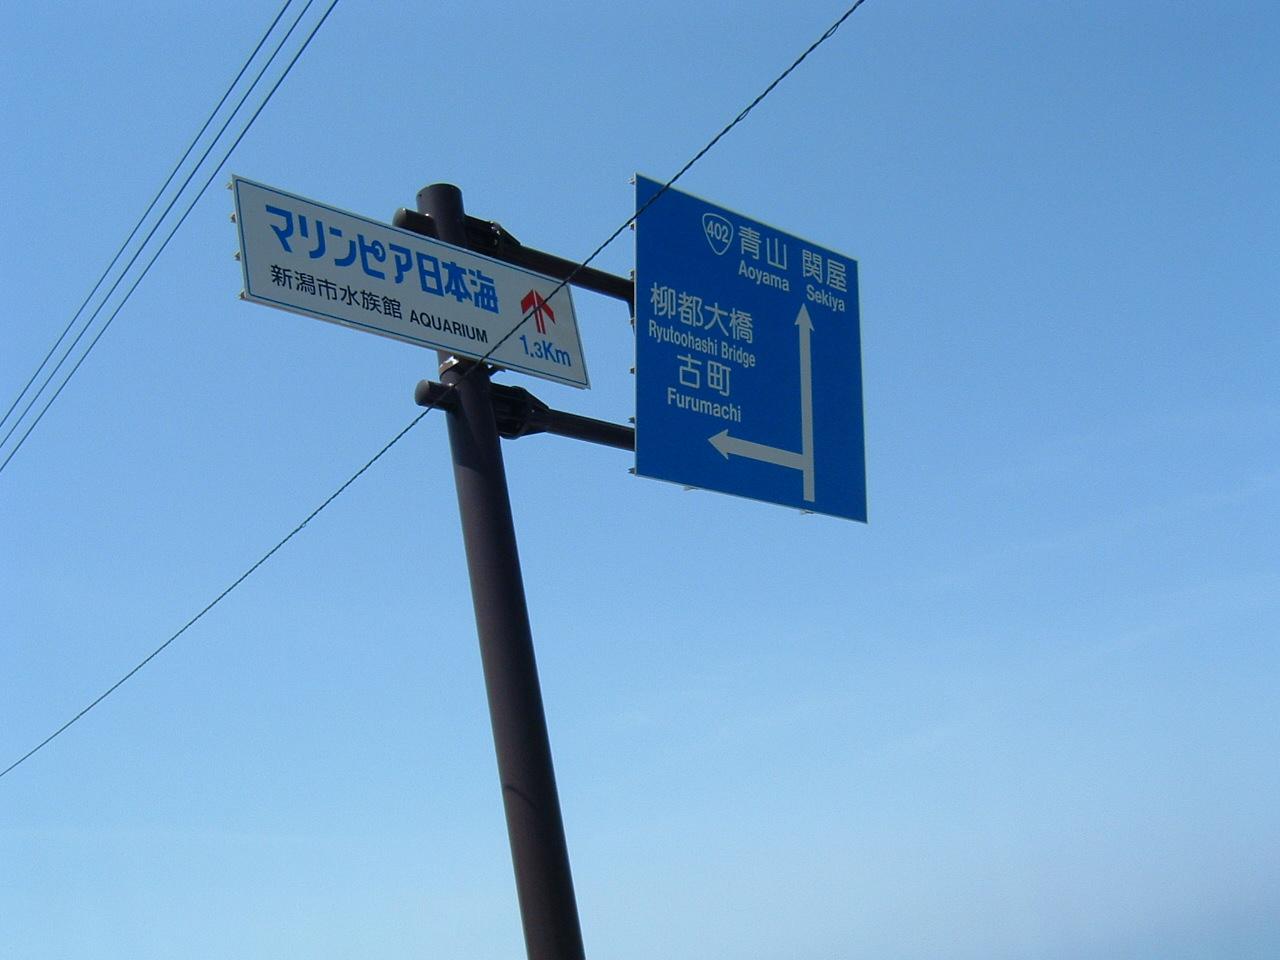 マリンピア日本海
新潟市水族館 AQUARIUM
1.3Km
402 青山 関屋
Aoyama Sekiya
柳都大橋
Ryutoohashi Bridge
古町
Furumachi